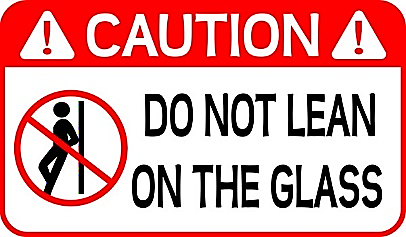 CAUTION
DO NOT LEAN
ON THE GLASS